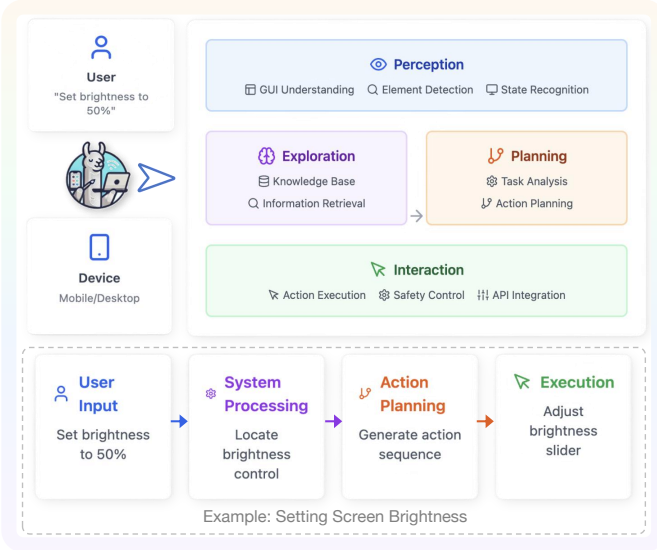 User
"Set brightness to
50%"
Device
Mobile/Desktop
Perception
GUI Understanding Element Detection State Recognition
Exploration
Knowledge Base
Information Retrieval
Planning
Task Analysis
Action Planning
Interaction
Action Execution Safety Control API Integration
User
Input
Set brightness
to 50%
System
Processing
Locate
brightness
control
Action
Planning
Generate action
sequence
Execution
Adjust
brightness
slider
Example: Setting Screen Brightness